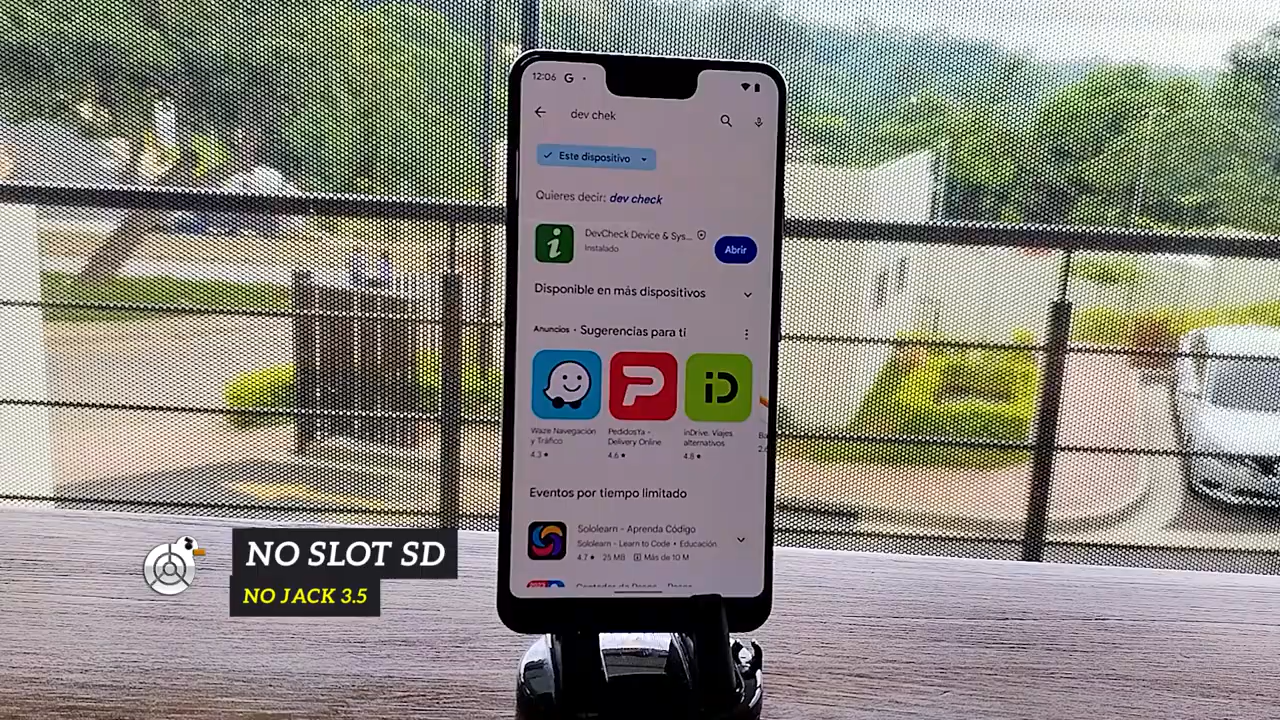 12:06 G
dev chek
Este dispositivo
Quieres decir: dev check
DevCheck Device & Sys...
Instalado
Abrir
Disponible en más dispositivos
Anuncios · Sugerencias para ti
Waze Navegación y Tráfico
4.3 ★
PedidosYa - Delivery Online
4.6 ★
inDrive. Viajes alternativos
4.8 ★
Eventos por tiempo limitado
Sololearn - Aprenda Código
Sololearn - Learn to Code • Educación
4.7 ★ 25 MB Más de 10 M
NO SLOT SD
NO JACK 3.5